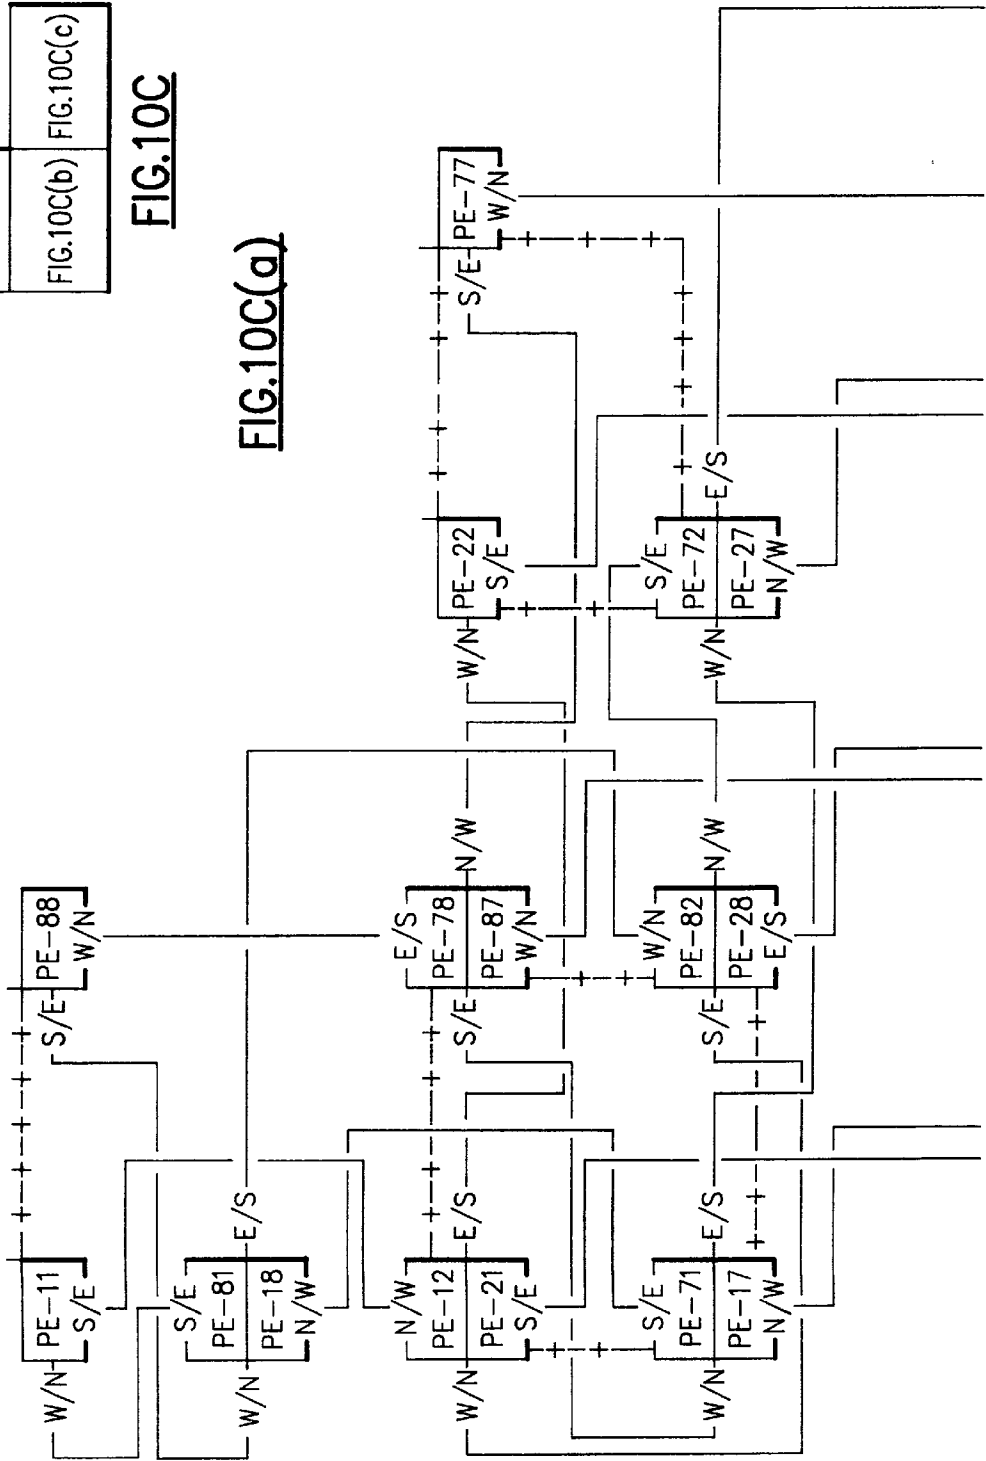 FIG.10C(b)
FIG.10C(c)
FIG.10C
FIG.10C(a)
PE-77
W/N
S/E
PE-22
S/E
W/N
S/E
PE-72
PE-27
N/W
E/S
W/N
PE-88
W/N
S/E
E/S
PE-78
PE-87
W/N
N/W
S/E
W/N
PE-82
PE-28
E/S
N/W
S/E
PE-11
S/E
W/N
S/E
PE-81
PE-18
N/W
E/S
W/N
N/W
PE-12
PE-21
S/E
E/S
W/N
S/E
PE-71
PE-17
N/W
E/S
W/N